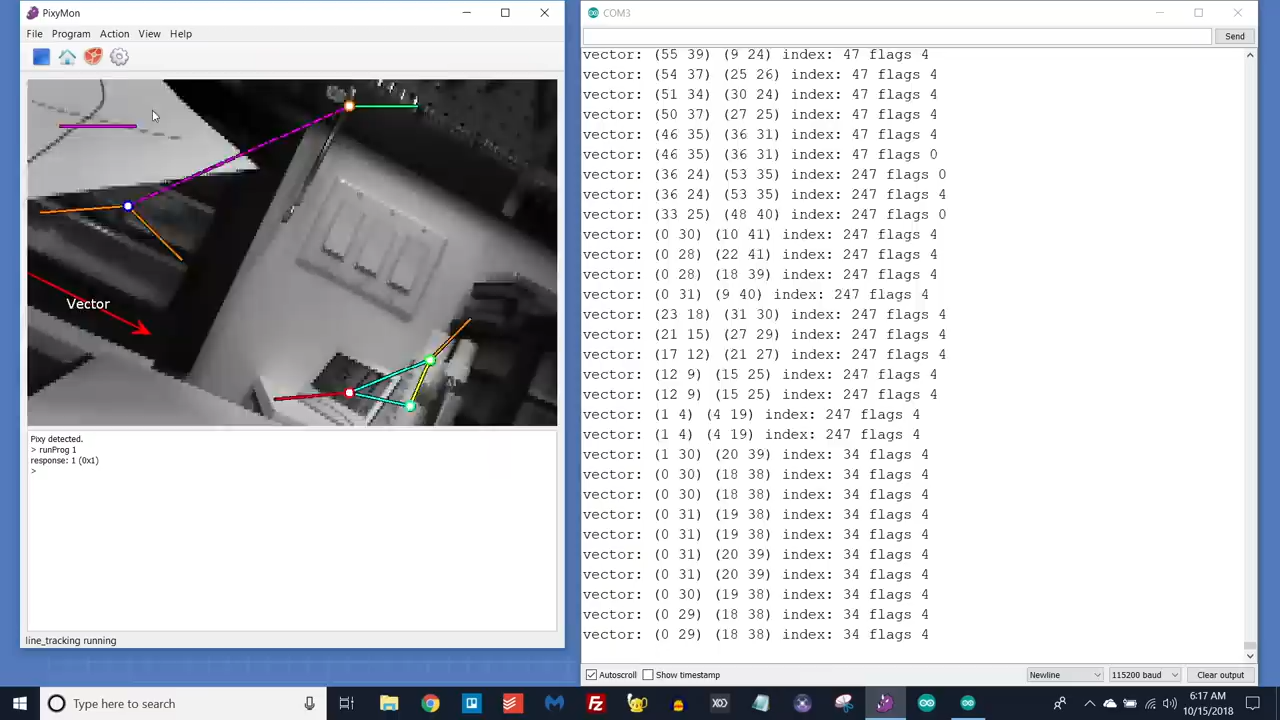 PixyMon
File Program Action View Help
Vector
Pixy detected.
> runProg 1
response: 1 (0x1)
>
line_tracking running
COM3
Send
vector: (55 39) (9 24) index: 47 flags 4
vector: (54 37) (25 26) index: 47 flags 4
vector: (51 34) (30 24) index: 47 flags 4
vector: (50 37) (27 25) index: 47 flags 4
vector: (46 35) (36 31) index: 47 flags 4
vector: (46 35) (36 31) index: 47 flags 0
vector: (36 24) (53 35) index: 247 flags 0
vector: (36 24) (53 35) index: 247 flags 4
vector: (33 25) (48 40) index: 247 flags 0
vector: (0 30) (10 41) index: 247 flags 4
vector: (0 28) (22 41) index: 247 flags 4
vector: (0 28) (18 39) index: 247 flags 4
vector: (0 31) (9 40) index: 247 flags 4
vector: (23 18) (31 30) index: 247 flags 4
vector: (21 15) (27 29) index: 247 flags 4
vector: (17 12) (21 27) index: 247 flags 4
vector: (12 9) (15 25) index: 247 flags 4
vector: (12 9) (15 25) index: 247 flags 4
vector: (1 4) (4 19) index: 247 flags 4
vector: (1 4) (4 19) index: 247 flags 4
vector: (1 30) (20 39) index: 34 flags 4
vector: (0 30) (18 38) index: 34 flags 4
vector: (0 30) (18 38) index: 34 flags 4
vector: (0 31) (19 38) index: 34 flags 4
vector: (0 31) (19 38) index: 34 flags 4
vector: (0 31) (20 39) index: 34 flags 4
vector: (0 31) (20 39) index: 34 flags 4
vector: (0 30) (19 38) index: 34 flags 4
vector: (0 29) (18 38) index: 34 flags 4
vector: (0 29) (18 38) index: 34 flags 4
Autoscroll Show timestamp Newline 115200 baud Clear output
Type here to search
6:17 AM
10/15/2018